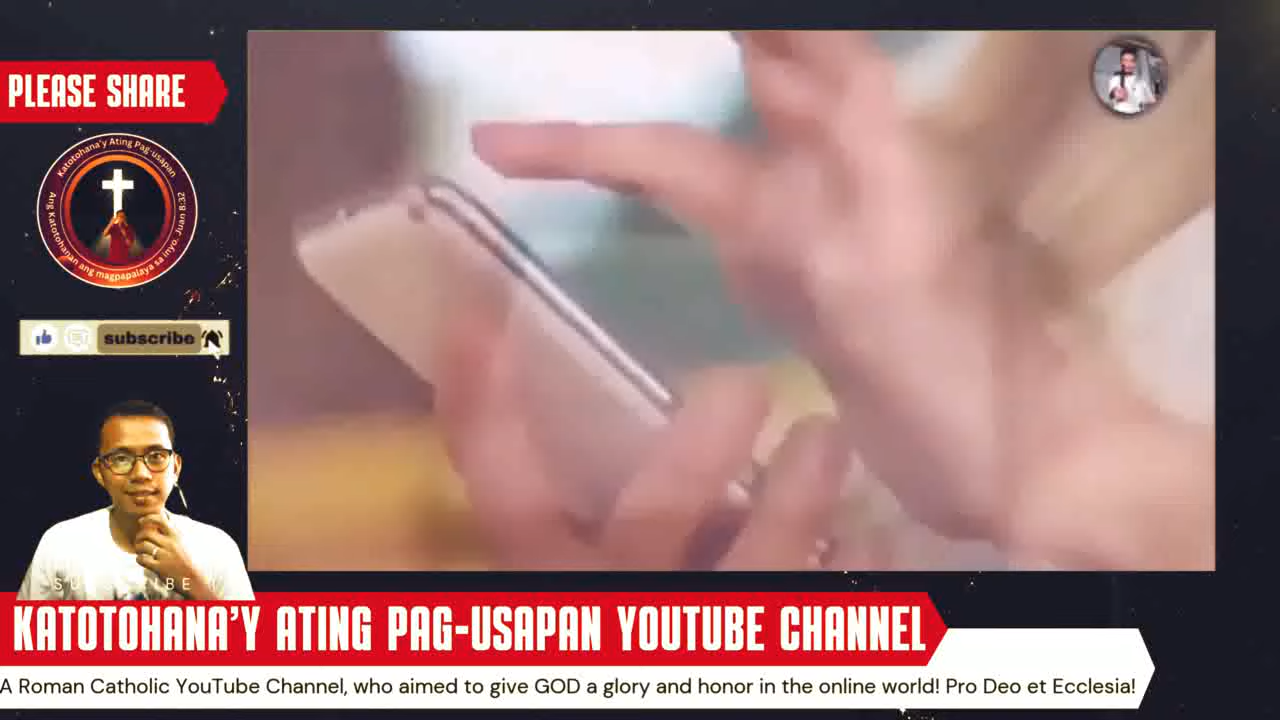 PLEASE SHARE
Katotohana'y Ating Pag-usapan
Ang Katotohanan ang magpapalaya sa inyo. Juan 8:32
subscribe
KATOTOHANA'Y ATING PAG-USAPAN YOUTUBE CHANNEL
A Roman Catholic YouTube Channel, who aimed to give GOD a glory and honor in the online world! Pro Deo et Ecclesia!